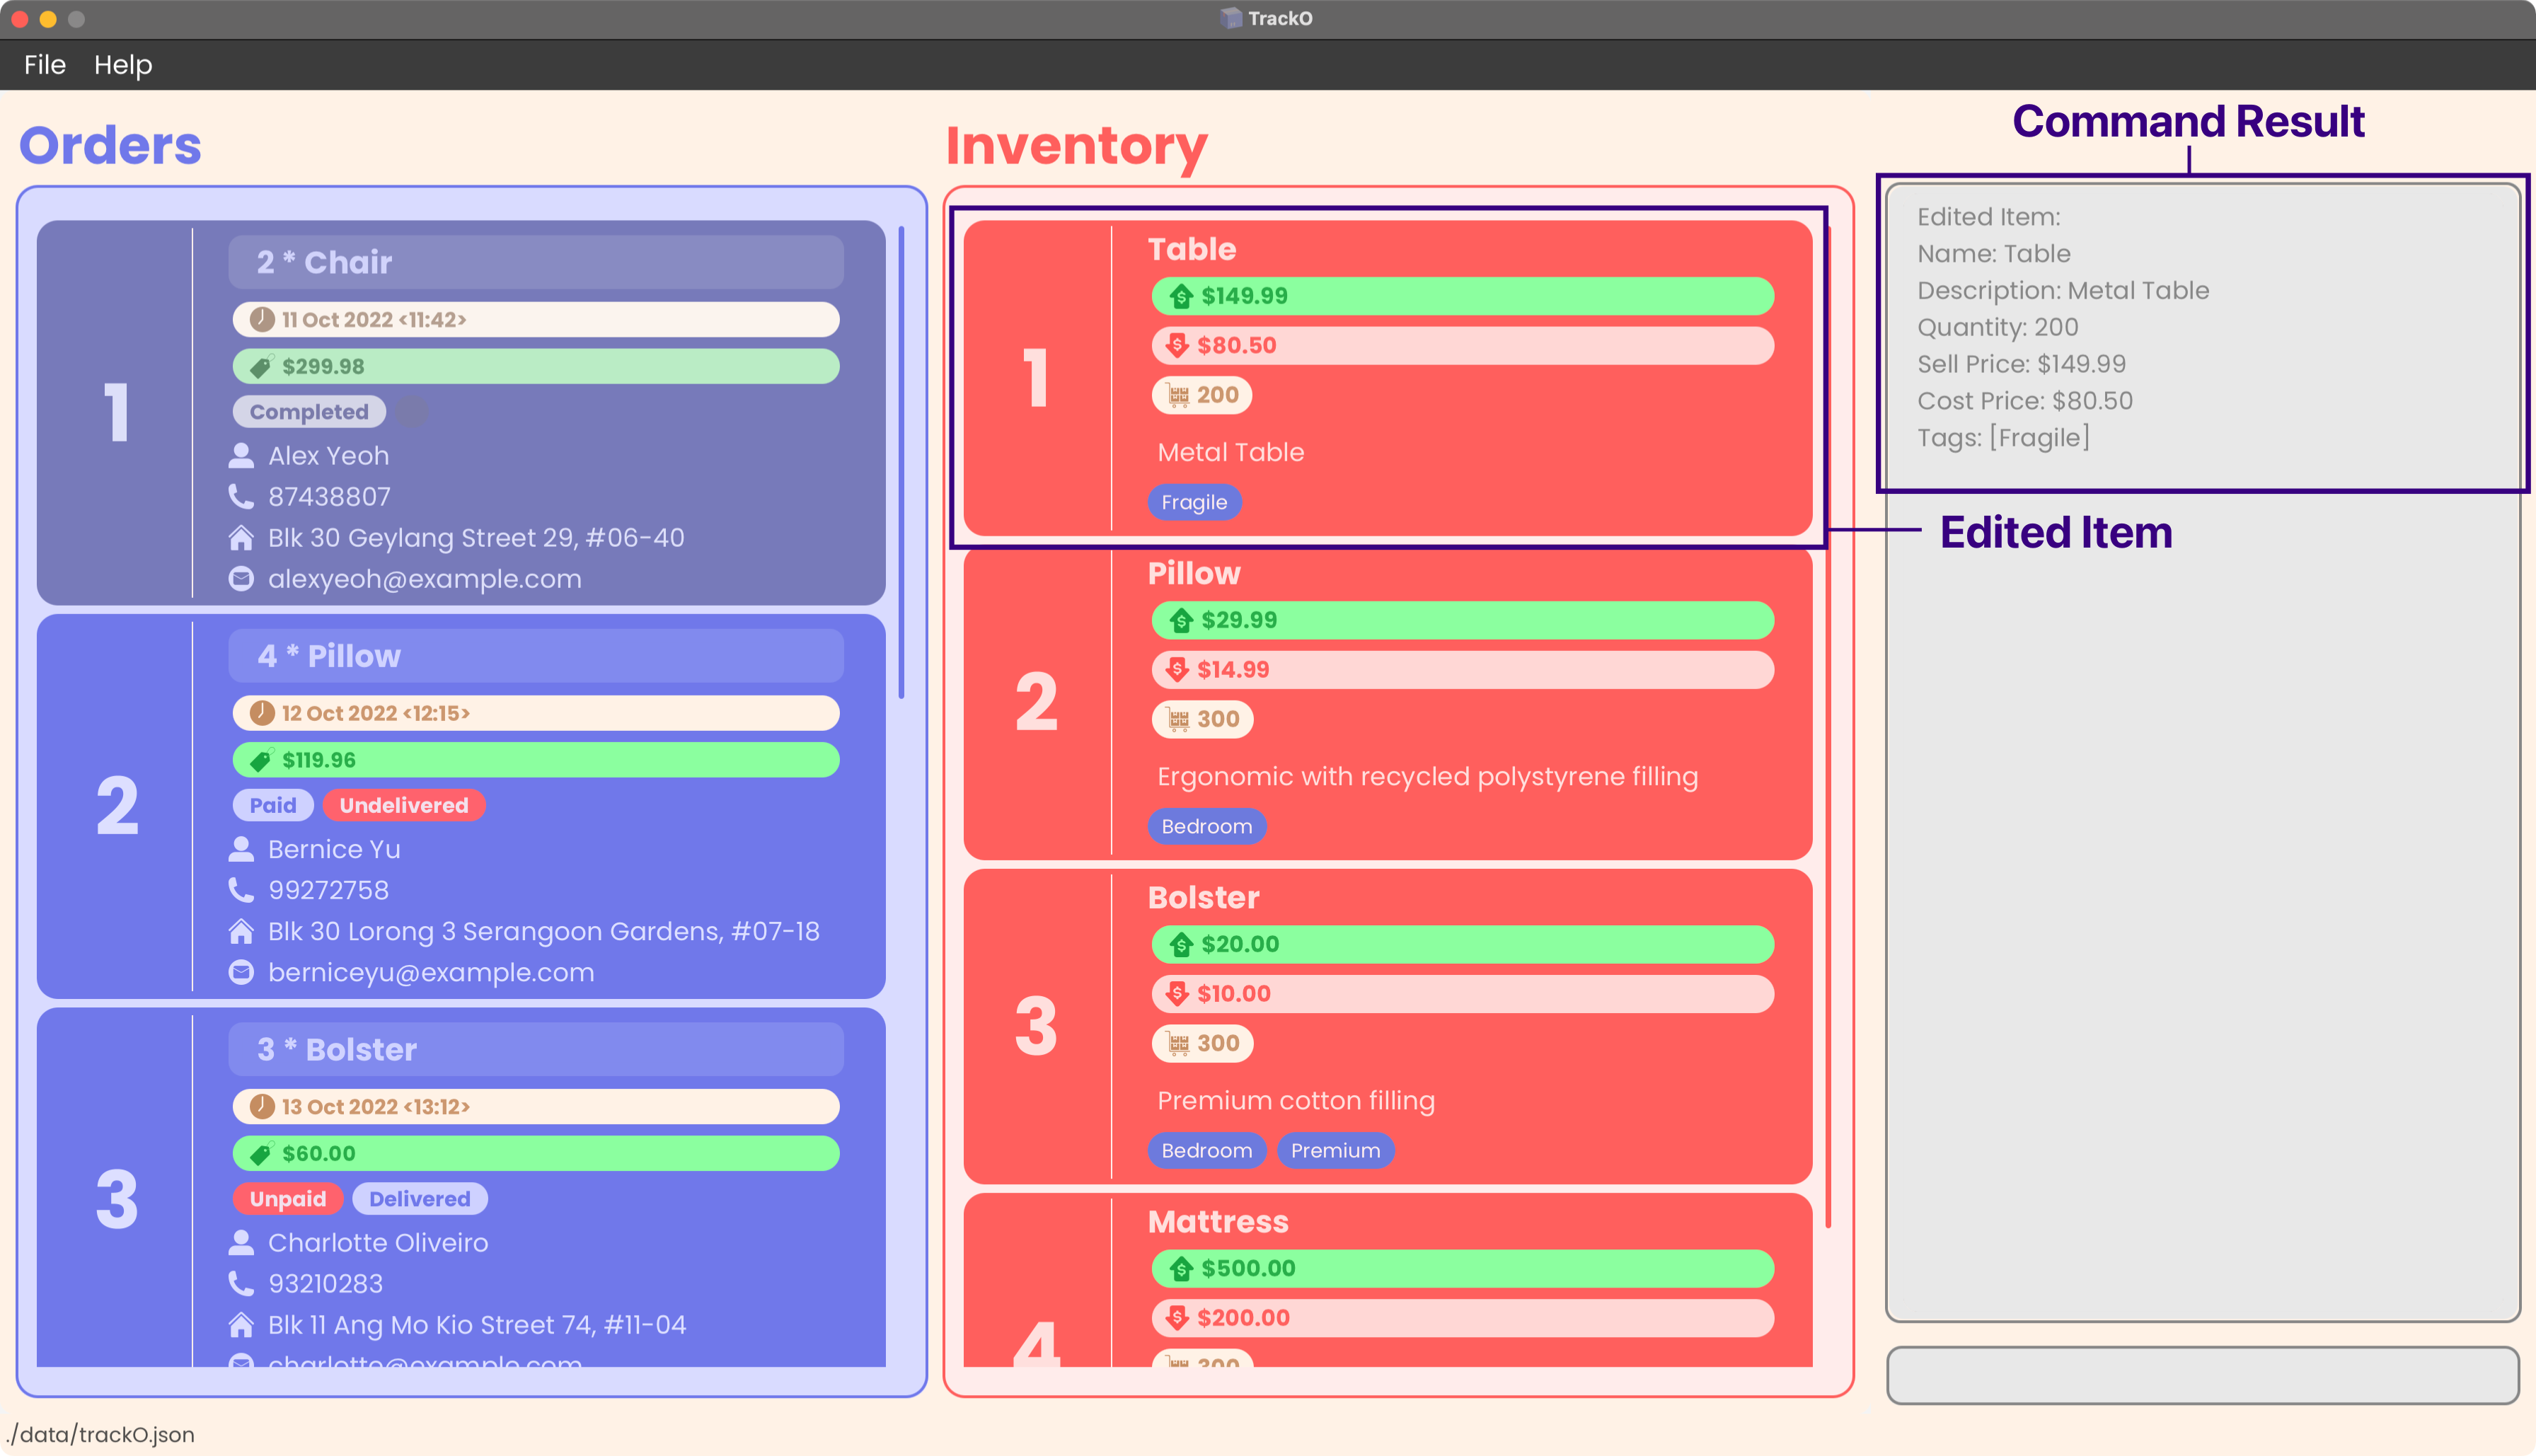 TrackO
File Help
Orders
1
2 * Chair
11 Oct 2022 <11:42>
$299.98
Completed
Alex Yeoh
87438807
Blk 30 Geylang Street 29, #06-40
alexyeoh@example.com
2
4 * Pillow
12 Oct 2022 <12:15>
$119.96
Paid Undelivered
Bernice Yu
99272758
Blk 30 Lorong 3 Serangoon Gardens, #07-18
berniceyu@example.com
3
3 * Bolster
13 Oct 2022 <13:12>
$60.00
Unpaid Delivered
Charlotte Oliveiro
93210283
Blk 11 Ang Mo Kio Street 74, #11-04
charlotte@example.com
Inventory
1
Table
$149.99
$80.50
200
Metal Table
Fragile
2
Pillow
$29.99
$14.99
300
Ergonomic with recycled polystyrene filling
Bedroom
3
Bolster
$20.00
$10.00
300
Premium cotton filling
Bedroom Premium
4
Mattress
$500.00
$200.00
300
Command Result
Edited Item:
Name: Table
Description: Metal Table
Quantity: 200
Sell Price: $149.99
Cost Price: $80.50
Tags: [Fragile]
Edited Item
./data/trackO.json